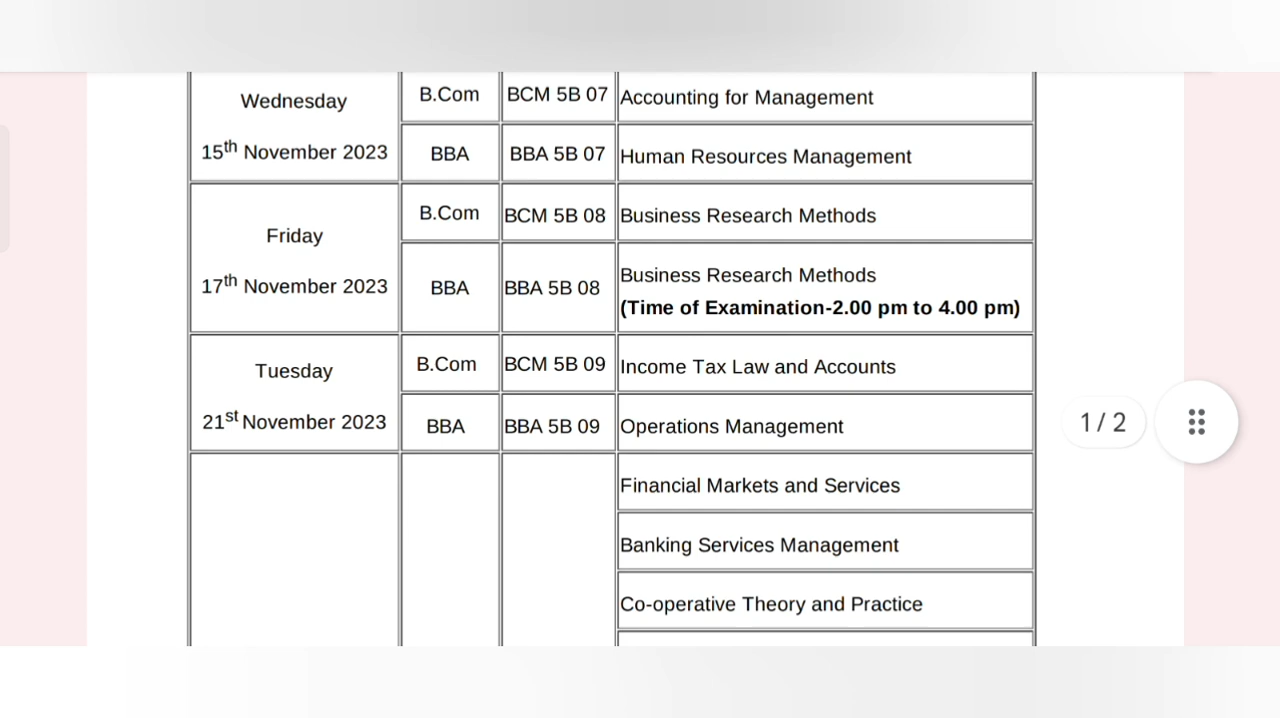 Wednesday
15th November 2023
B.Com
BCM 5B 07
Accounting for Management
BBA
BBA 5B 07
Human Resources Management
Friday
17th November 2023
B.Com
BCM 5B 08
Business Research Methods
BBA
BBA 5B 08
Business Research Methods
(Time of Examination-2.00 pm to 4.00 pm)
Tuesday
21st November 2023
B.Com
BCM 5B 09
Income Tax Law and Accounts
BBA
BBA 5B 09
Operations Management
1 / 2
Financial Markets and Services
Banking Services Management
Co-operative Theory and Practice